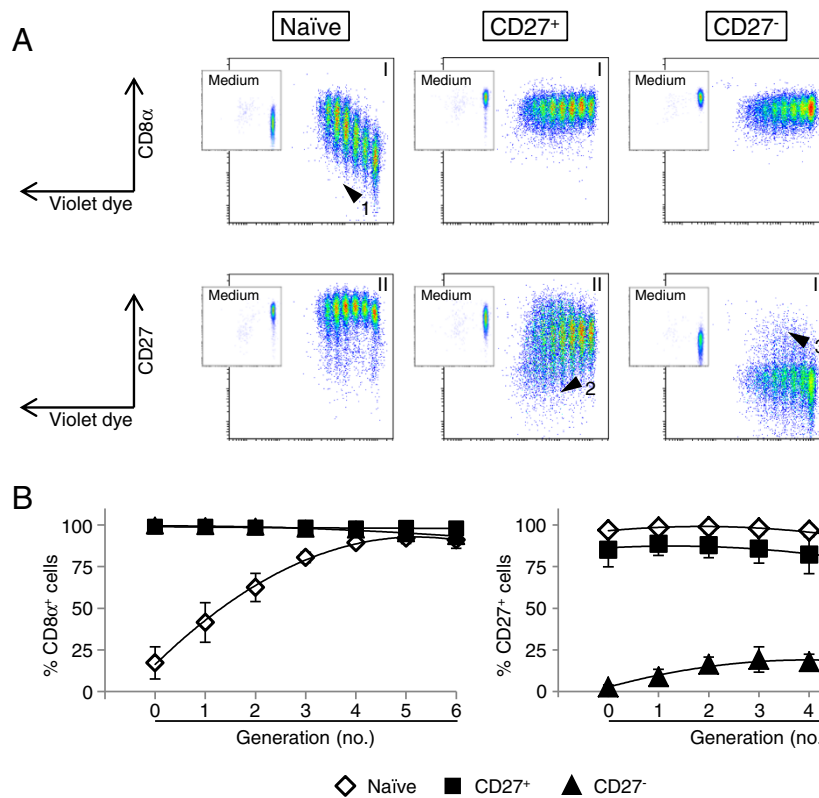 A
Naïve
CD27⁺
CD27⁻
CD8α
Violet dye
Medium
I
1
Medium
I
Medium
CD27
Violet dye
Medium
II
Medium
II
2
Medium
3
B
% CD8α⁺ cells
100
75
50
25
0
0 1 2 3 4 5 6
Generation (no.)
% CD27⁺ cells
100
75
50
25
0
0 1 2 3 4
Generation (no.
Naïve CD27⁺ CD27⁻